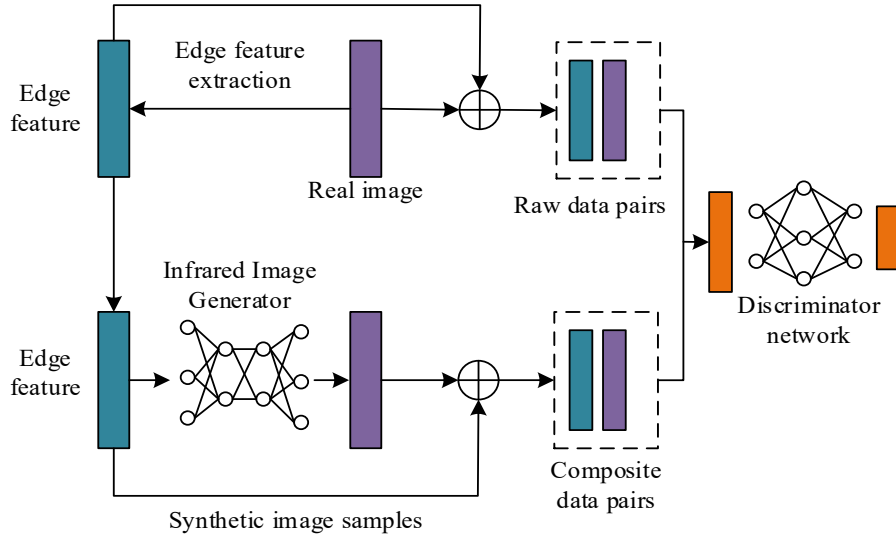 Edge feature
extraction
Edge
feature
Real image
Raw data pairs
Infrared Image
Generator
Discriminator
network
Edge
feature
Composite
data pairs
Synthetic image samples